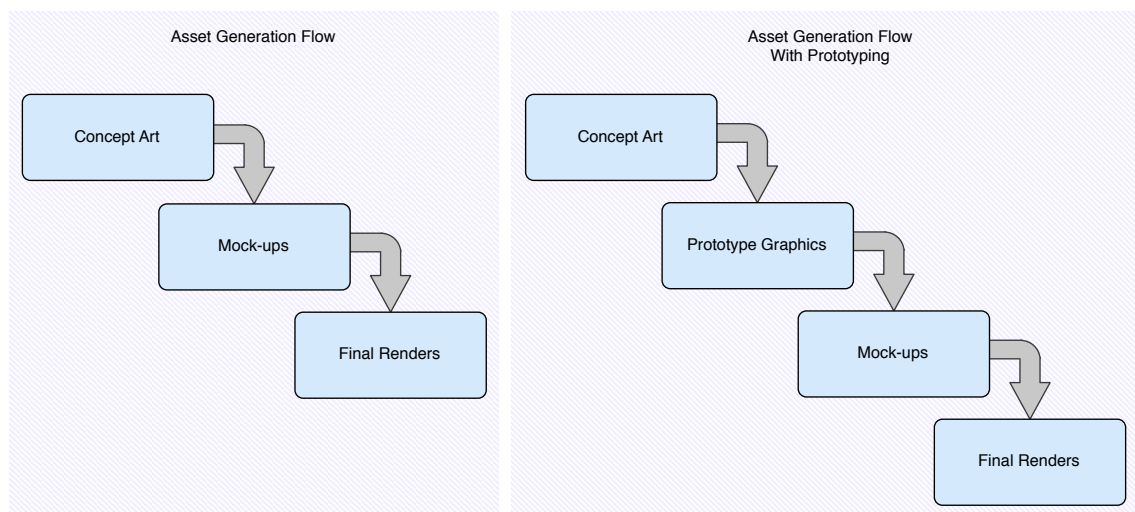 Asset Generation Flow
Concept Art
Mock-ups
Final Renders
Asset Generation Flow
With Prototyping
Concept Art
Prototype Graphics
Mock-ups
Final Renders